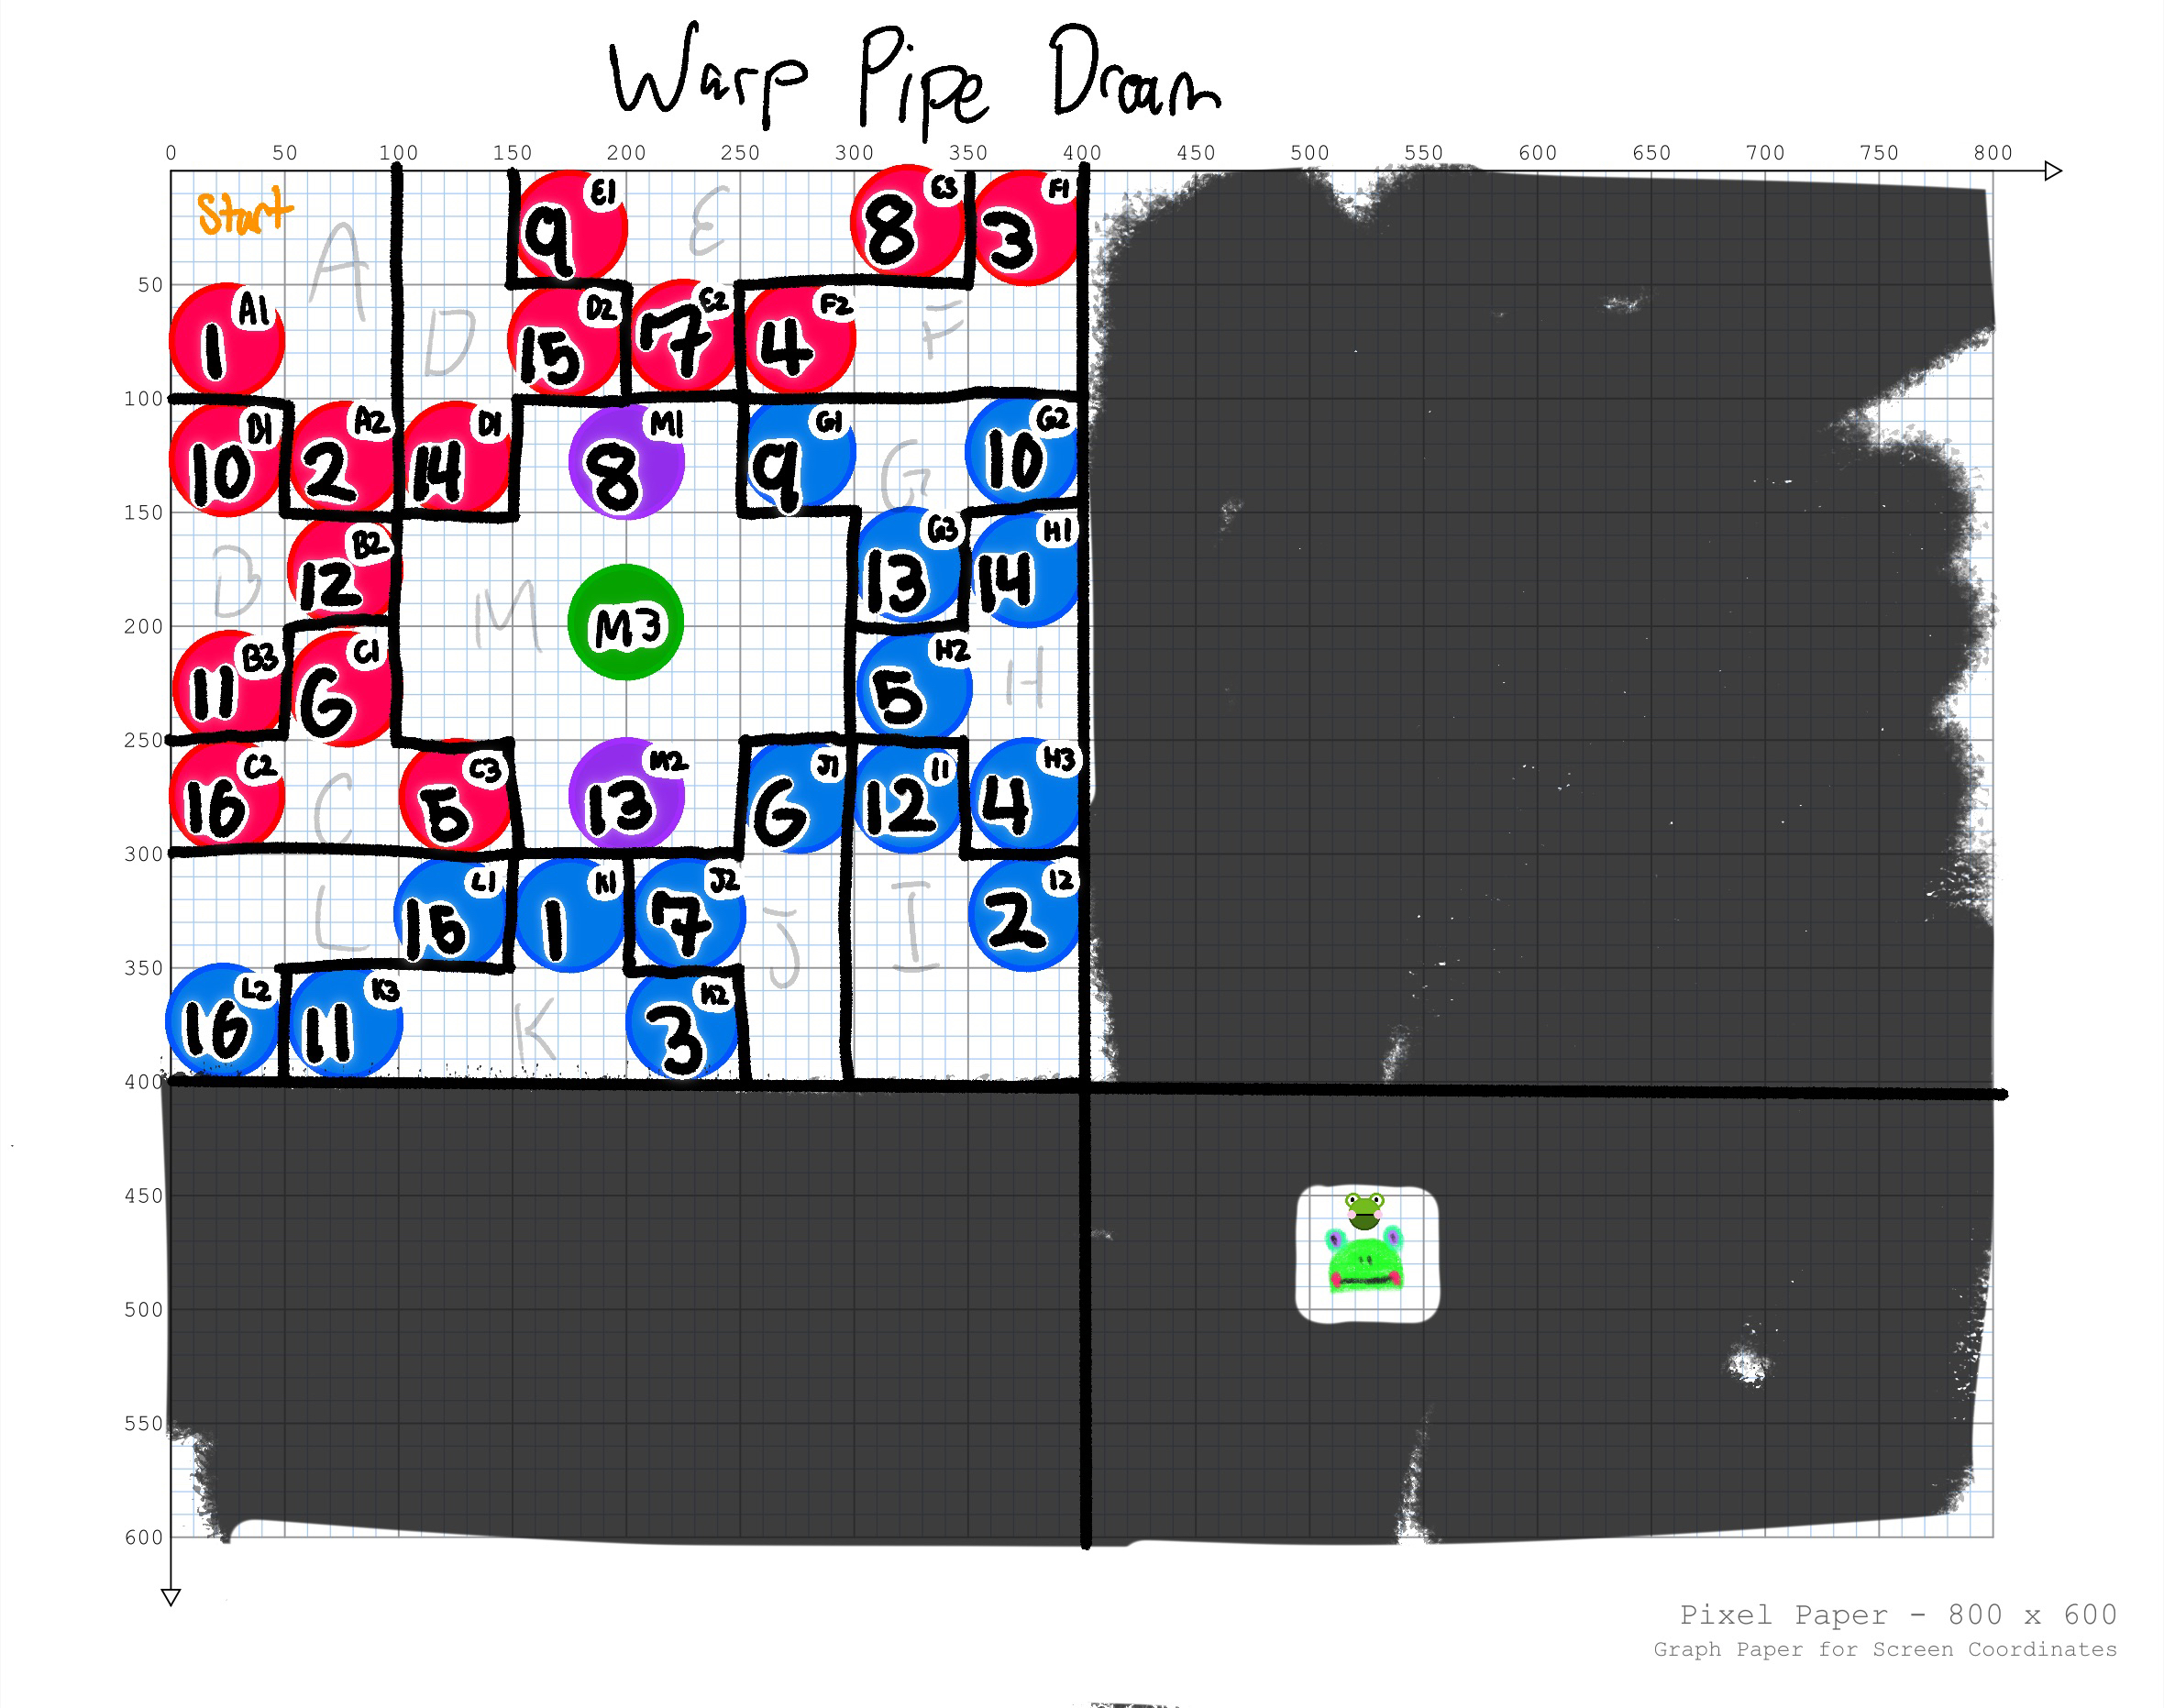 Warp Pipe Dream
0 50 100 150 200 250 300 350 400 450 500 550 600 650 700 750 800
Start A E1 9 E 8 E3 3 F1
50
A1 1 D D2 15 E2 7 F2 4 F
100
B1 10 A2 2 D1 14 M1 8 G1 9 G G2 10
150
B B2 12 M G3 13 H1 14
200
M3
B3 11 C1 6 H2 5 H
250
C2 16 C C3 5 M2 13 J1 6 I1 12 H3 4
300
L L1 15 K1 1 J2 7 J I I2 2
350
L2 16 K3 11 K K2 3
400
450
500
550
600
Pixel Paper - 800 x 600
Graph Paper for Screen Coordinates